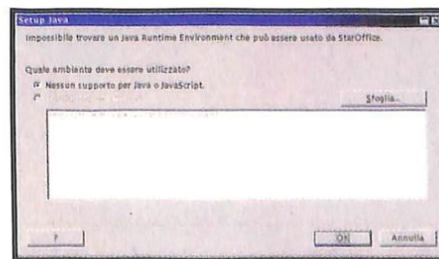 Setup Java
Impossibile trovare un Java Runtime Environment che può essere usato da StarOffice.
Quale ambiente deve essere utilizzato?
Nessun supporto per Java o JavaScript.
Sfoglia...
?
OK
Annulla